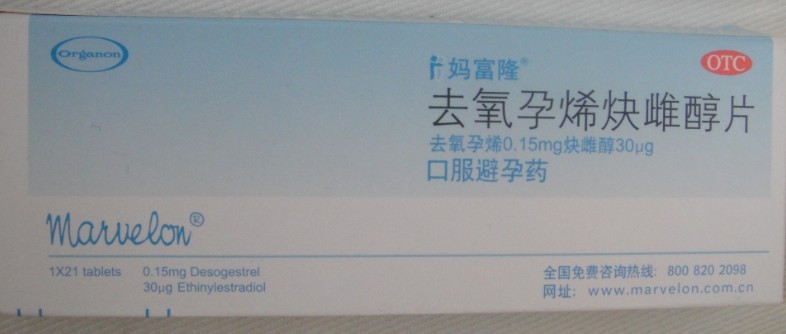 Organon
妈富隆®
OTC
去氧孕烯炔雌醇片
去氧孕烯0.15mg炔雌醇30μg
口服避孕药
Marvelon®
1X21 tablets 0.15mg Desogestrel
30μg Ethinylestradiol
全国免费咨询热线: 800 820 2098
网址: www.marvelon.com.cn